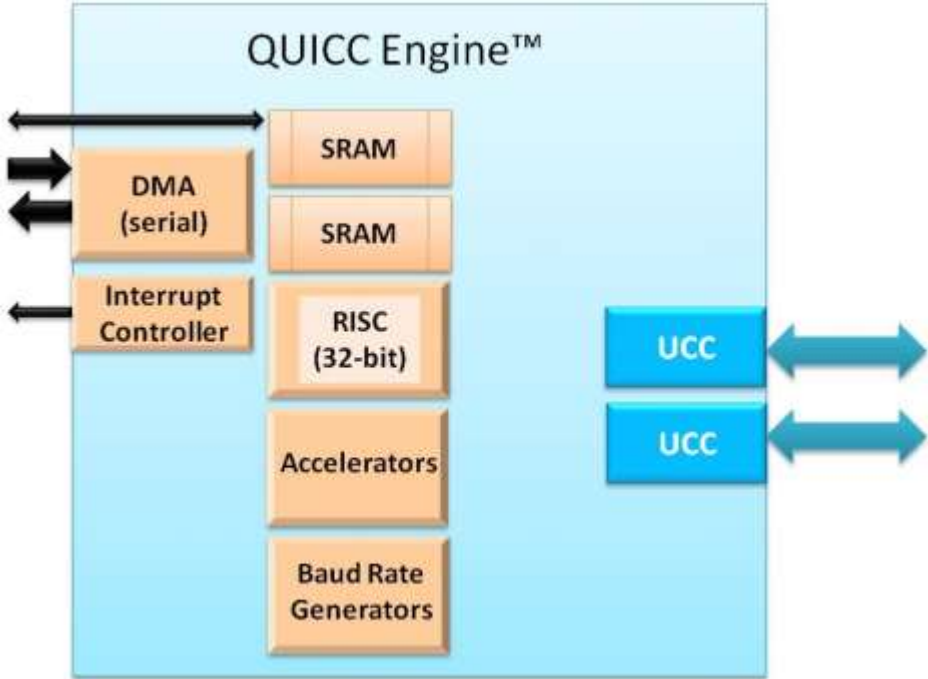 QUICC Engine™
SRAM
DMA
(serial)
SRAM
Interrupt
Controller
RISC
(32-bit)
UCC
UCC
Accelerators
Baud Rate
Generators